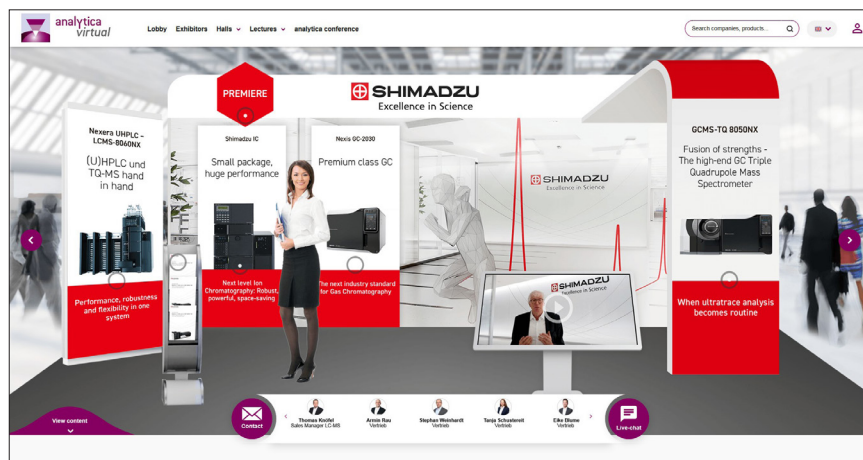 analytica
virtual
Lobby Exhibitors Halls Lectures analytica conference
Search companies, products...
PREMIERE
SHIMADZU
Excellence in Science
Nexera UHPLC –
LCMS-8060NX
(U)HPLC und
TQ-MS hand
in hand
Performance, robustness
and flexibility in one
system
Shimadzu IC
Small package,
huge performance
Next level Ion
Chromatography: Robust,
powerful, space-saving
Nexis GC-2030
Premium class GC
The next industry standard
for Gas Chromatography
SHIMADZU
Excellence in Science
SHIMADZU
Excellence in Science
GCMS-TQ 8050NX
Fusion of strengths -
The high-end GC Triple
Quadrupole Mass
Spectrometer
When ultratrace analysis
becomes routine
View content
Contact
Thomas Knöfel
Sales Manager LC-MS
Armin Rau
Vertrieb
Stephan Weinhardt
Vertrieb
Tanja Schustereit
Vertrieb
Eike Blume
Vertrieb
Live-chat